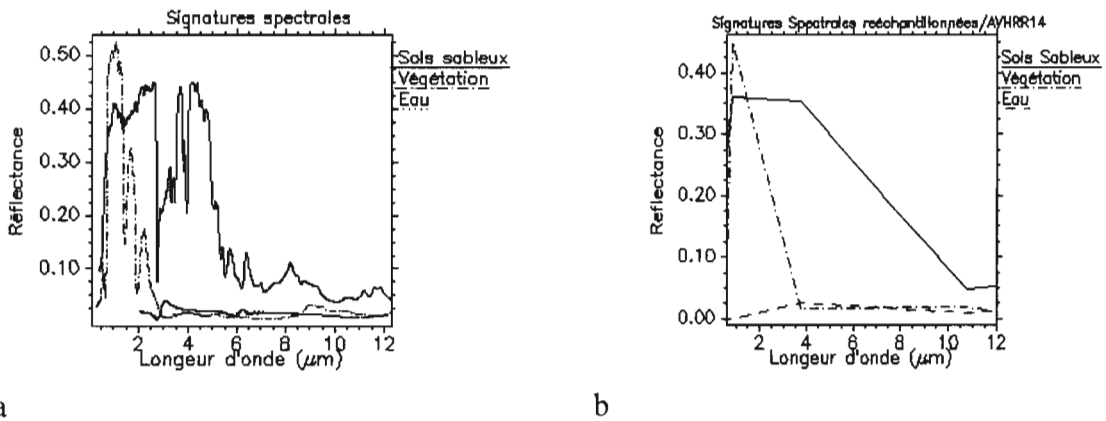 Signatures spectrales
0.50
0.40
0.30
0.20
0.10
Réflectance
2 4 6 8 10 12
Longeur d'onde (μm)
Sols sableux
Végétation
Eau
a
Signatures Spectrales reéchantillonnées/AVHRR14
0.40
0.30
0.20
0.10
0.00
Reflectance
2 4 6 8 10 12
Longeur d'onde (μm)
Sols Sableux
Végétation
Eau
b